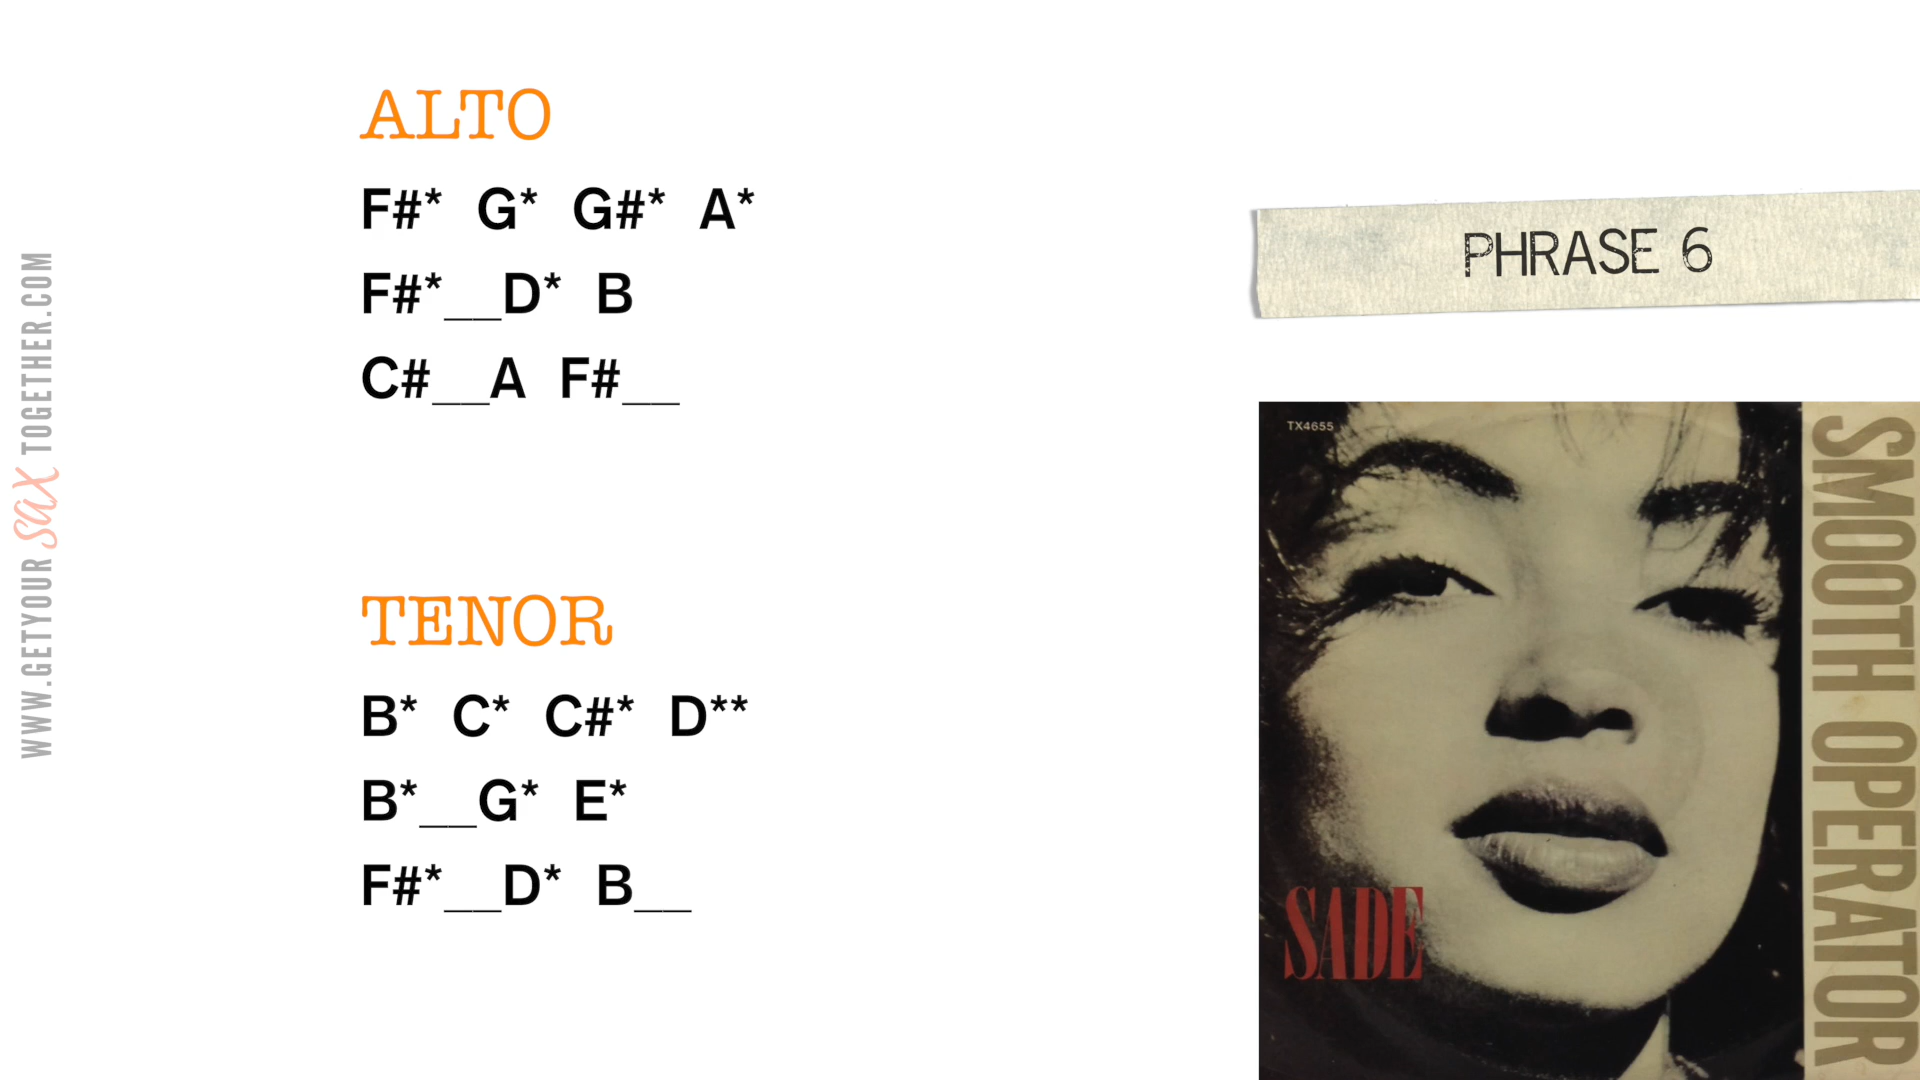 WWW.GETYOUR sax TOGETHER.COM
ALTO
F#* G* G#* A*
F#*__D* B
C#__A F#__
TENOR
B* C* C#* D**
B*__G* E*
F#*__D* B__
PHRASE 6
TX4655
SMOOTH OPERATOR
SADE